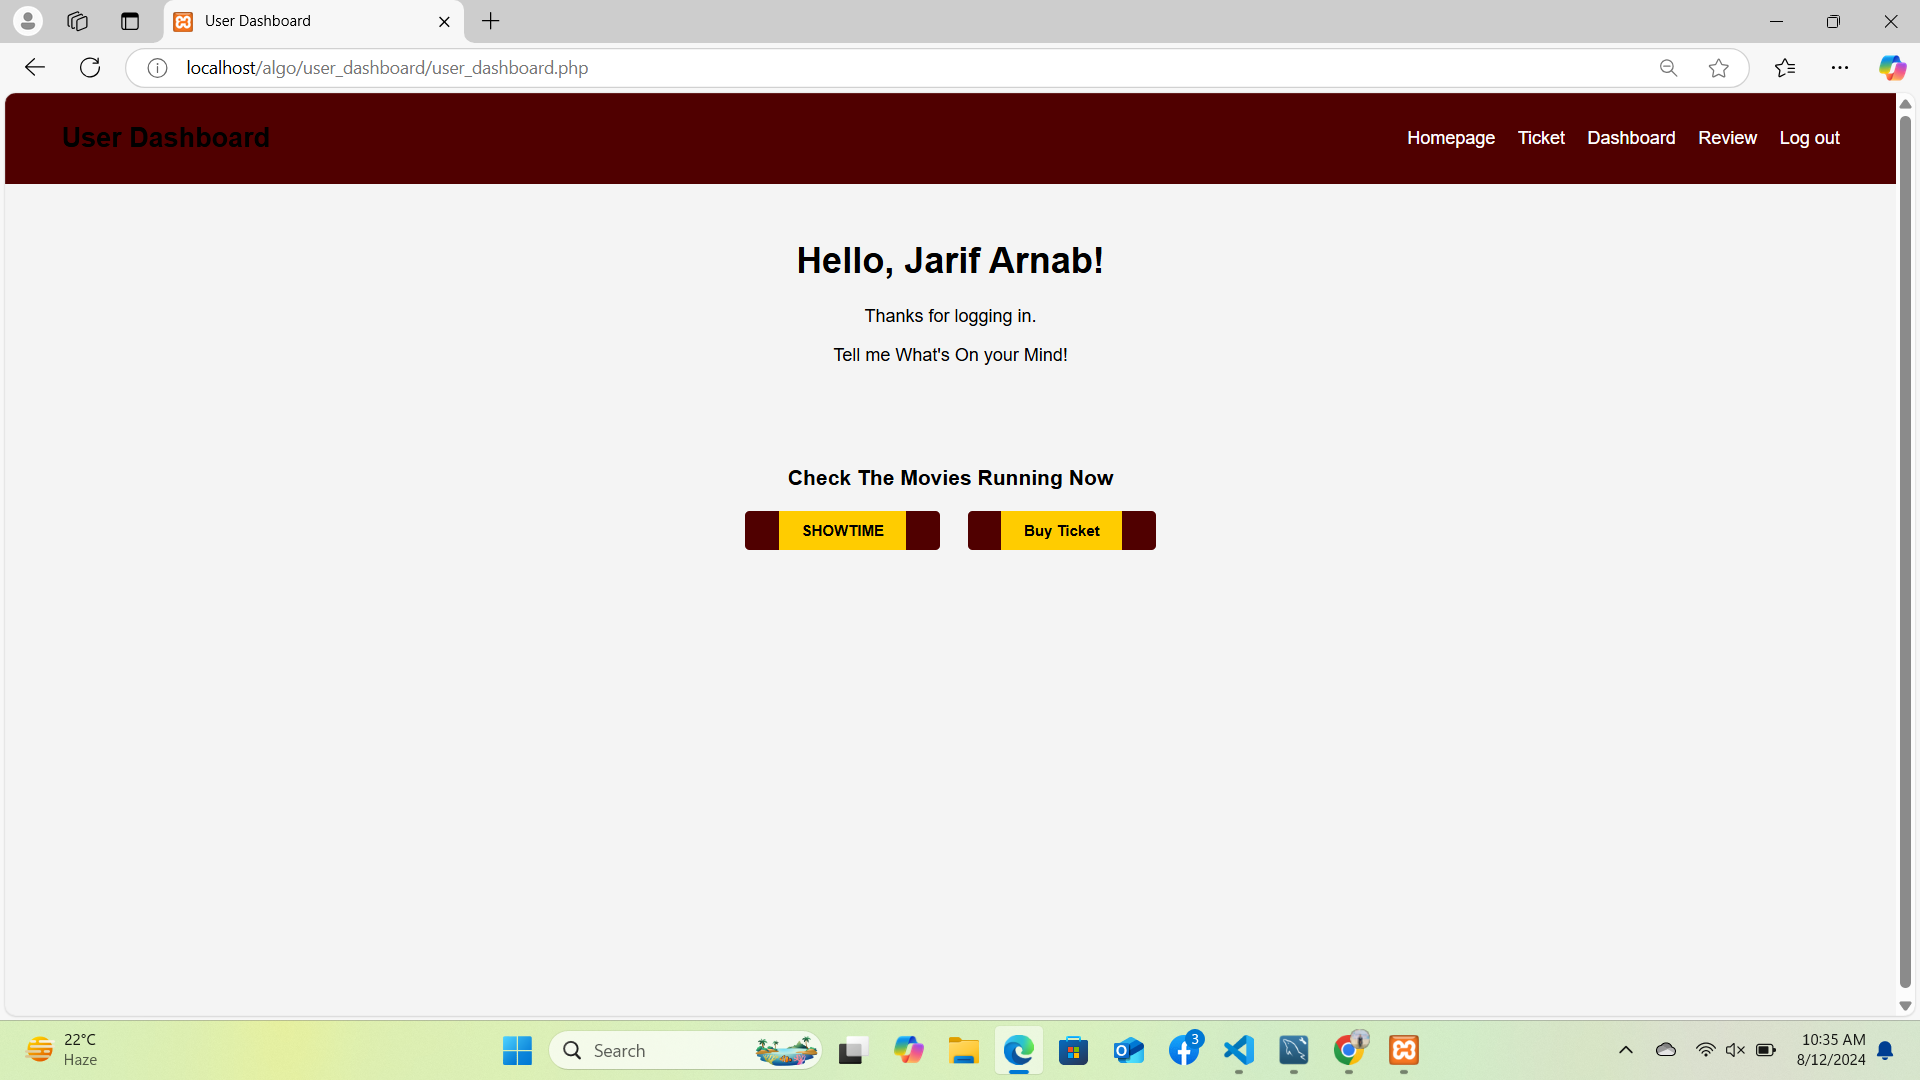 User Dashboard
localhost/algo/user_dashboard/user_dashboard.php
User Dashboard
Homepage Ticket Dashboard Review Log out
Hello, Jarif Arnab!
Thanks for logging in.
Tell me What's On your Mind!
Check The Movies Running Now
SHOWTIME Buy Ticket
22°C
Haze
Search
3
10:35 AM
8/12/2024